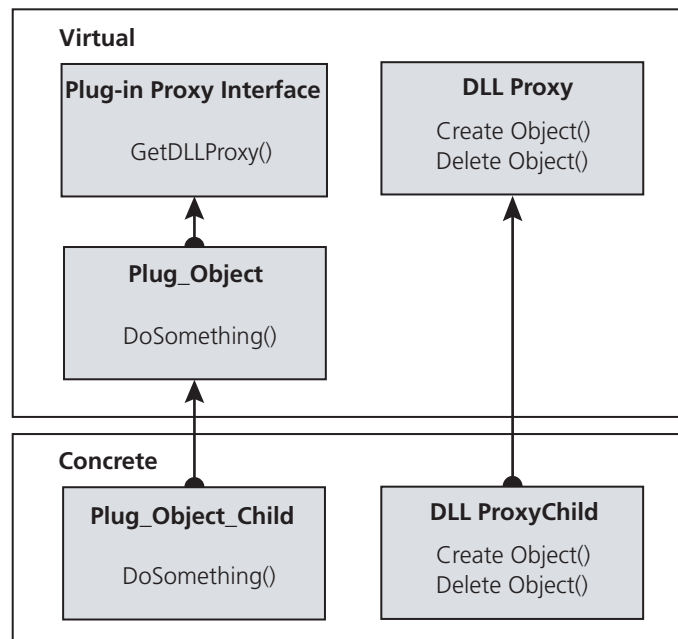 Virtual
Plug-in Proxy Interface
GetDLLProxy()
DLL Proxy
Create Object()
Delete Object()
Plug_Object
DoSomething()
Concrete
Plug_Object_Child
DoSomething()
DLL ProxyChild
Create Object()
Delete Object()